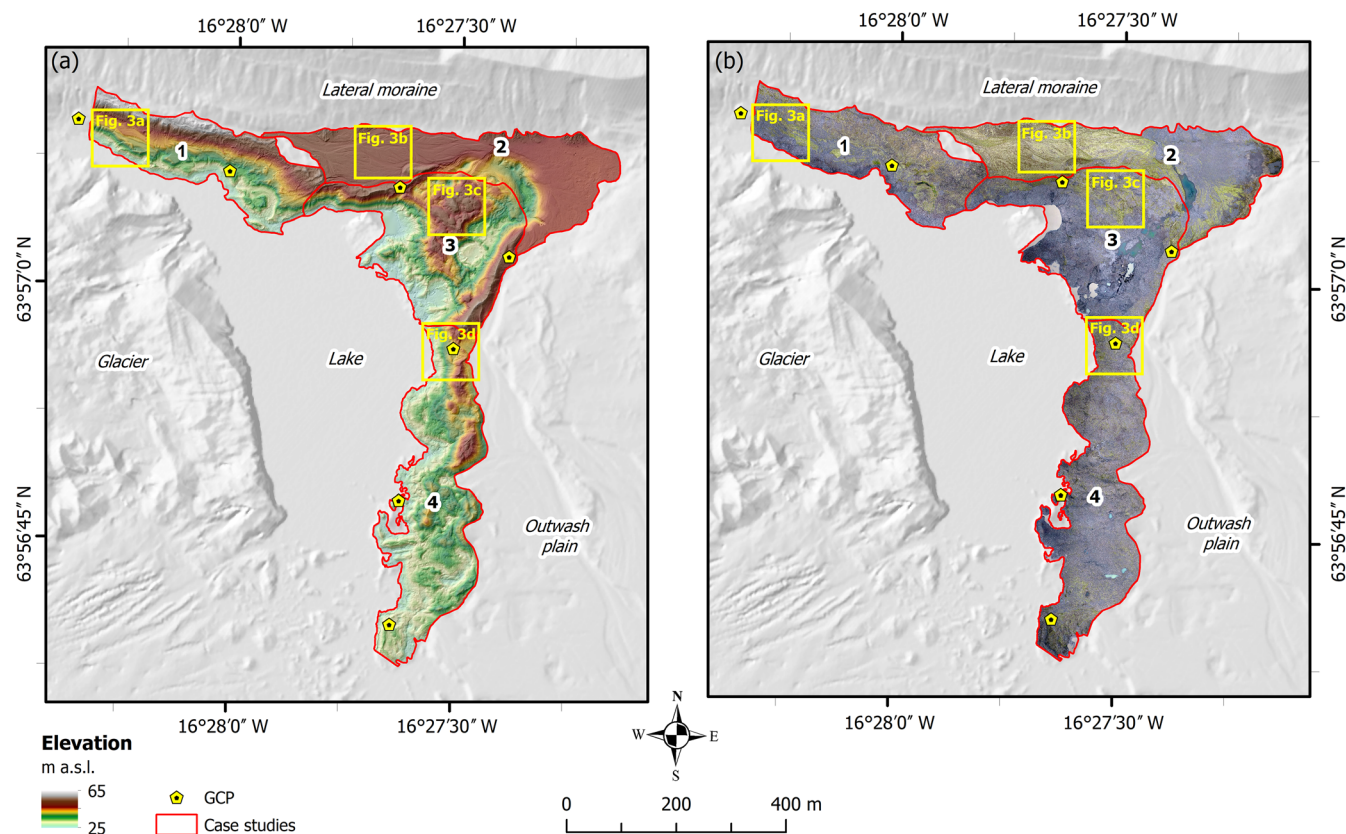 16°28′0″ W
16°27′30″ W
16°28′0″ W
16°27′30″ W
(a)
Lateral moraine
Fig. 3a
Fig. 3b
1
2
Fig. 3c
3
63°57′0″ N
Fig. 3d
Glacier
Lake
4
Outwash
plain
63°56′45″ N
(b)
Lateral moraine
Fig. 3a
Fig. 3b
1
2
Fig. 3c
3
63°57′0″ N
Fig. 3d
Glacier
Lake
4
Outwash
plain
63°56′45″ N
16°28′0″ W
16°27′30″ W
16°28′0″ W
16°27′30″ W
N
W
E
S
Elevation
m a.s.l.
65
25
GCP
Case studies
0
200
400 m